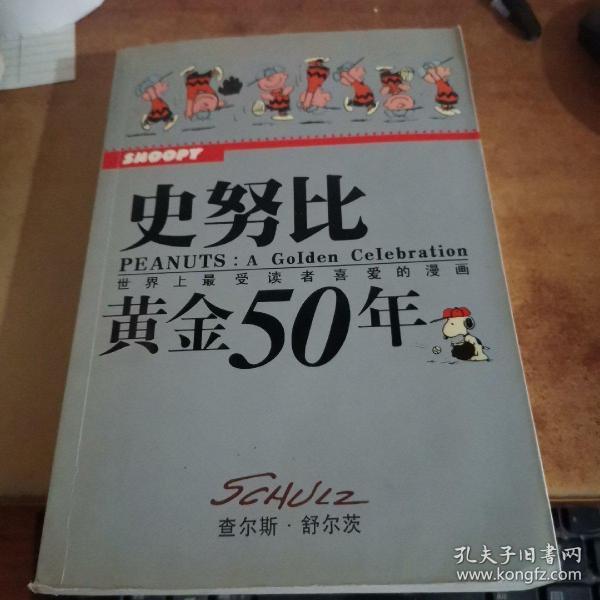 SNOOPY
史努比
PEANUTS: A Golden Celebration
世界上最受读者喜爱的漫画
黄金50年
SCHULZ
查尔斯·舒尔茨
孔夫子旧书网
www.kongfz.com